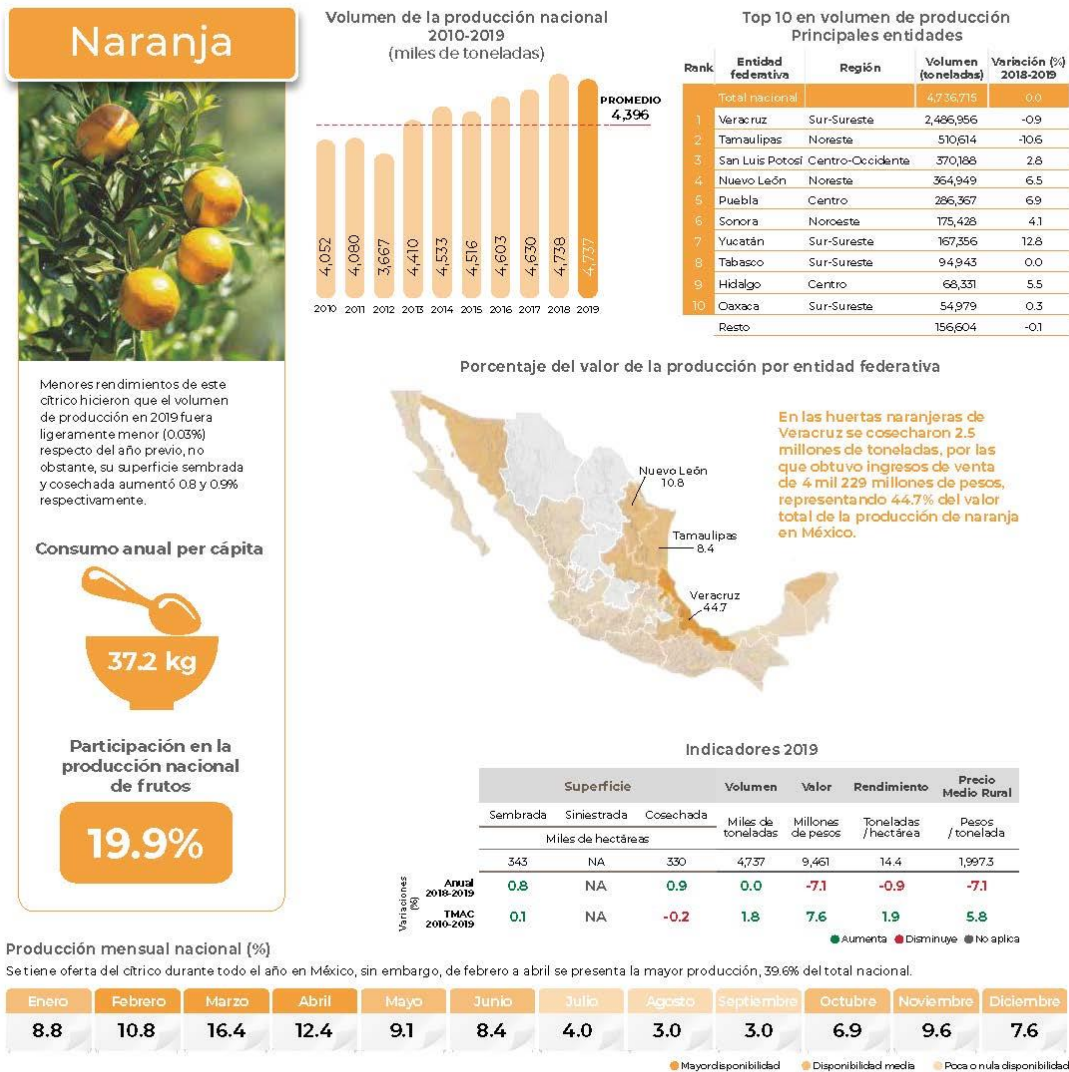 Naranja
Menores rendimientos de este
cítrico hicieron que el volumen
de producción en 2019 fuera
ligeramente menor (0.03%)
respecto del año previo, no
obstante, su superficie sembrada
y cosechada aumentó 0.8 y 0.9%
respectivamente.
Consumo anual per cápita
37.2 kg
Participación en la
producción nacional
de frutos
19.9%
Volumen de la producción nacional
2010-2019
(miles de toneladas)
PROMEDIO
4,396
4,052 4,080 3,667 4,410 4,533 4,516 4,603 4,630 4,738 4,737
2010 2011 2012 2013 2014 2015 2016 2017 2018 2019
Top 10 en volumen de producción
Principales entidades
Rank Entidad federativa Región Volumen (toneladas) Variación (%) 2018-2019
Total nacional 4,736,715 0.0
1 Veracruz Sur-Sureste 2,486,956 -0.9
2 Tamaulipas Noreste 510,614 -10.6
3 San Luis Potosí Centro-Occidente 370,188 2.8
4 Nuevo León Noreste 364,949 6.5
5 Puebla Centro 286,367 6.9
6 Sonora Noroeste 175,428 4.1
7 Yucatán Sur-Sureste 167,356 12.8
8 Tabasco Sur-Sureste 94,943 0.0
9 Hidalgo Centro 68,331 5.5
10 Oaxaca Sur-Sureste 54,979 0.3
Resto 156,604 -0.1
Porcentaje del valor de la producción por entidad federativa
Nuevo León
10.8
Tamaulipas
8.4
Veracruz
44.7
En las huertas naranjeras de
Veracruz se cosecharon 2.5
millones de toneladas, por las
que obtuvo ingresos de venta
de 4 mil 229 millones de pesos,
representando 44.7% del valor
total de la producción de naranja
en México.
Indicadores 2019
Superficie Volumen Valor Rendimiento Precio Medio Rural
Sembrada Siniestrada Cosechada Miles de toneladas Millones de pesos Toneladas /hectárea Pesos /tonelada
Miles de hectáreas
343 NA 330 4,737 9,461 14.4 1,997.3
Variaciones (%)
Anual 2018-2019 0.8 NA 0.9 0.0 -7.1 -0.9 -7.1
TMAC 2010-2019 0.1 NA -0.2 1.8 7.6 1.9 5.8
Aumenta Disminuye No aplica
Producción mensual nacional (%)
Se tiene oferta del cítrico durante todo el año en México, sin embargo, de febrero a abril se presenta la mayor producción, 39.6% del total nacional.
Enero Febrero Marzo Abril Mayo Junio Julio Agosto Septiembre Octubre Noviembre Diciembre
8.8 10.8 16.4 12.4 9.1 8.4 4.0 3.0 3.0 6.9 9.6 7.6
Mayor disponibilidad Disponibilidad media Poca o nula disponibilidad